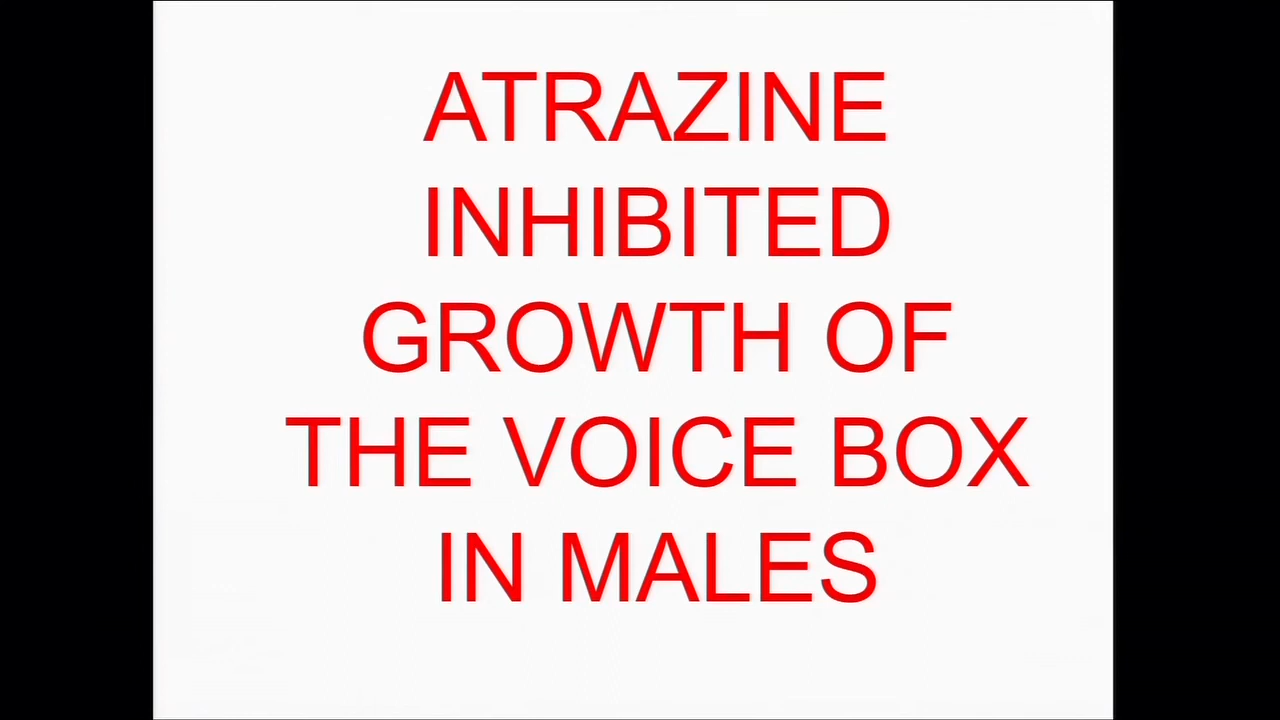 ATRAZINE
INHIBITED
GROWTH OF
THE VOICE BOX
IN MALES